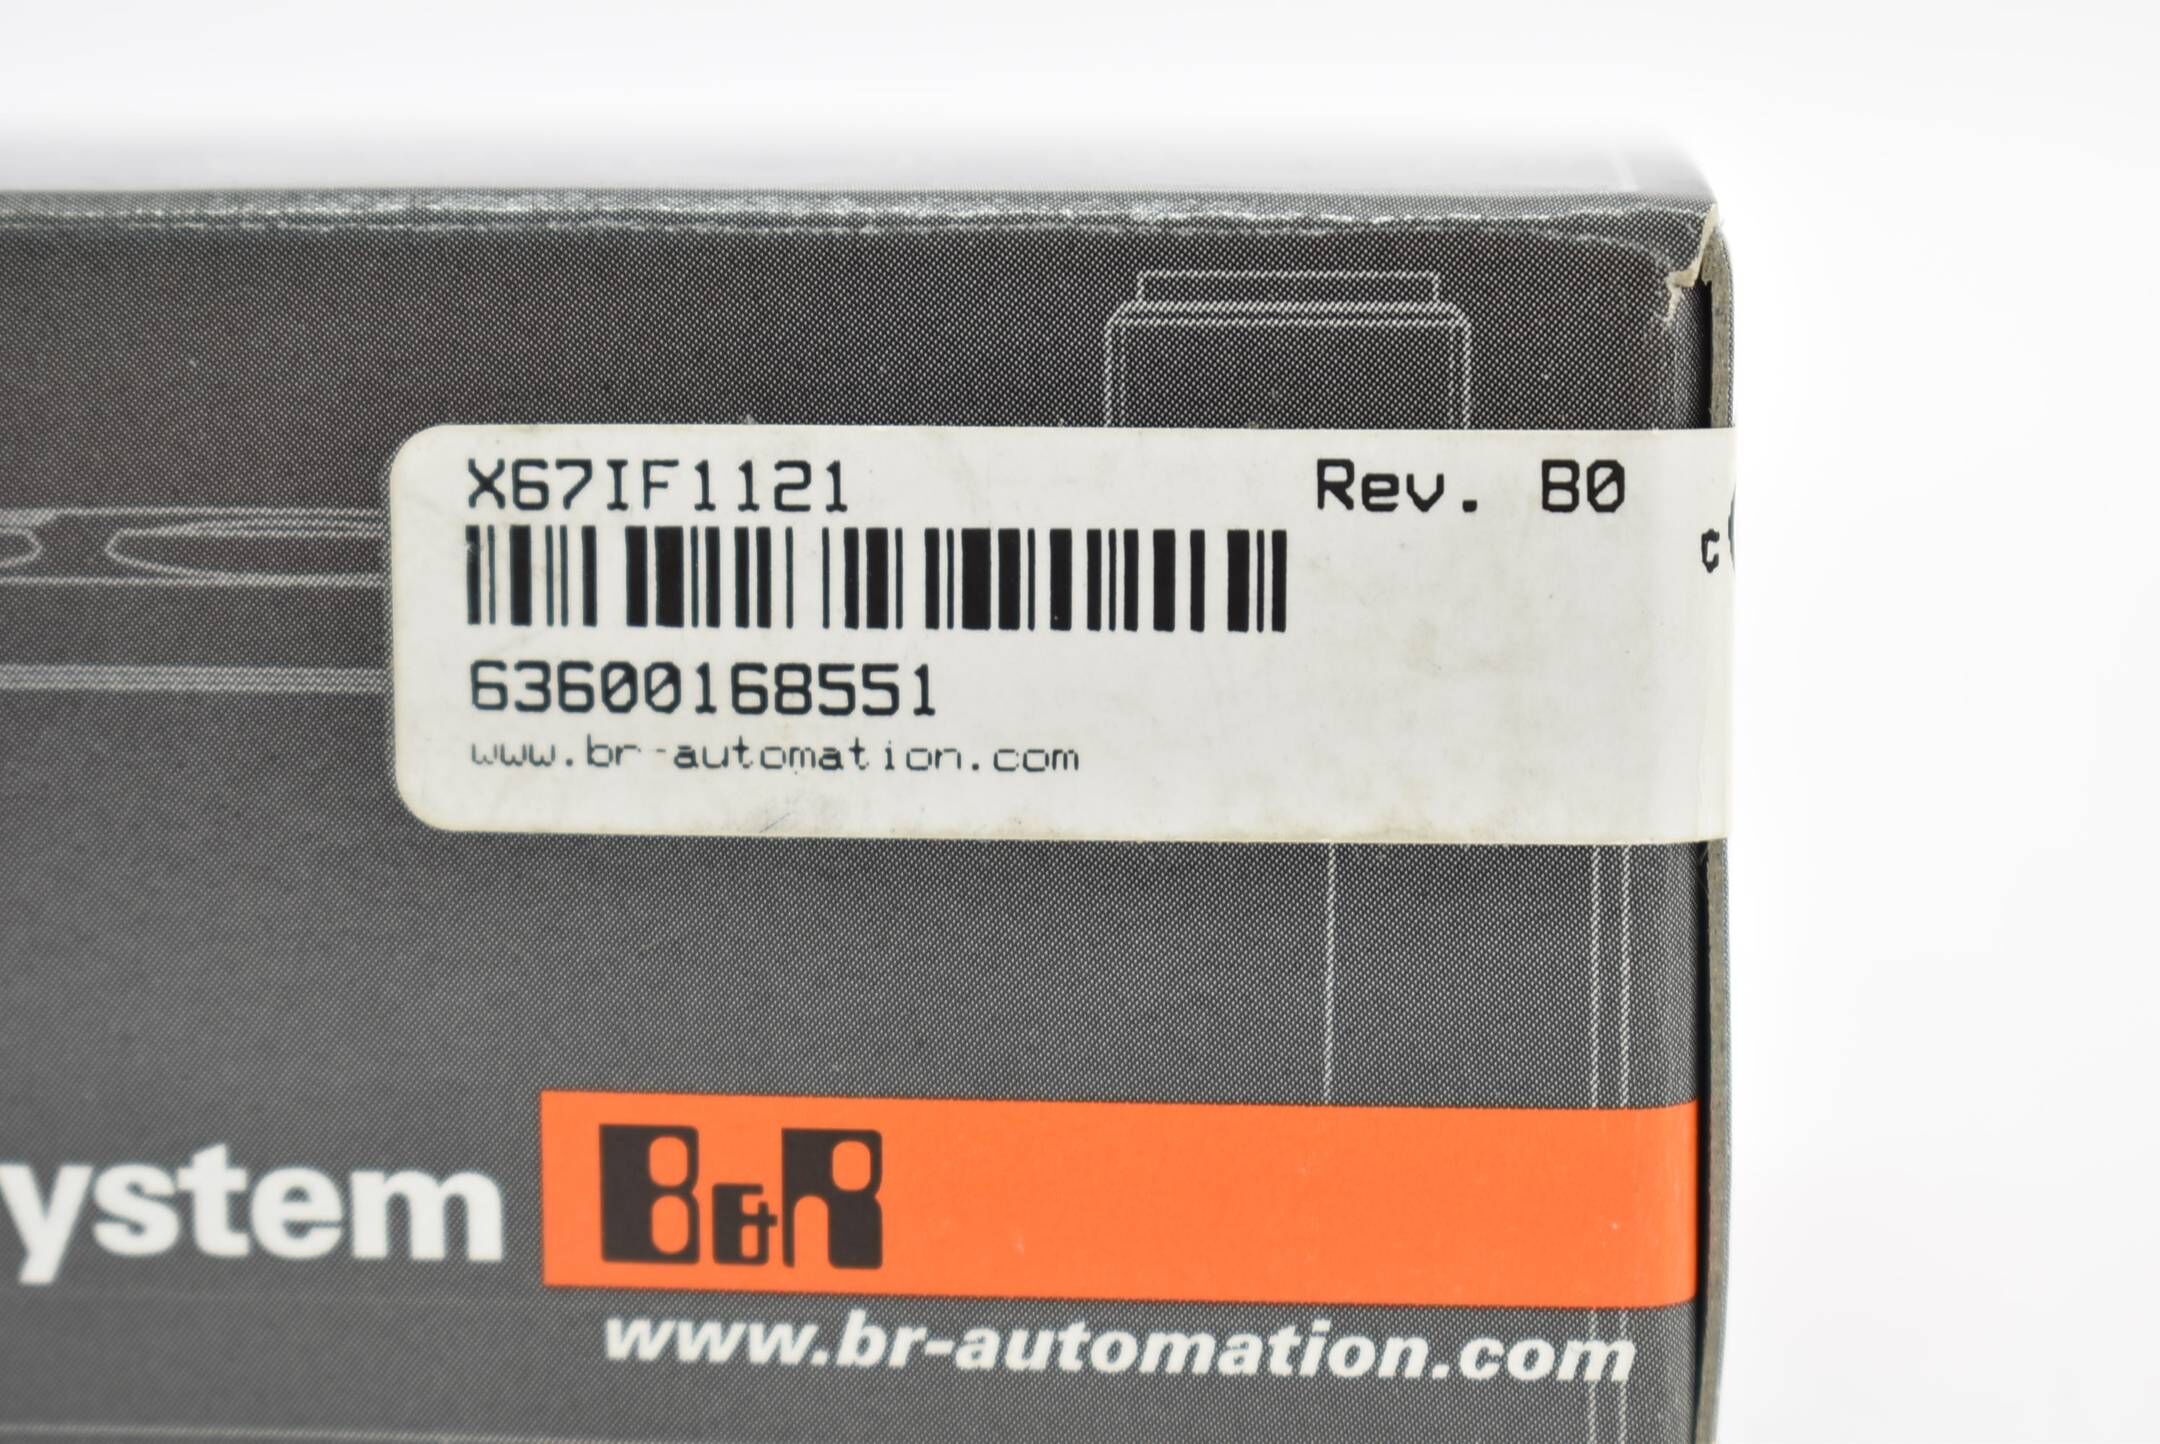 X67IF1121 Rev. B0
c
63600168551
www.br-automation.com
ystem B&R
www.br-automation.com